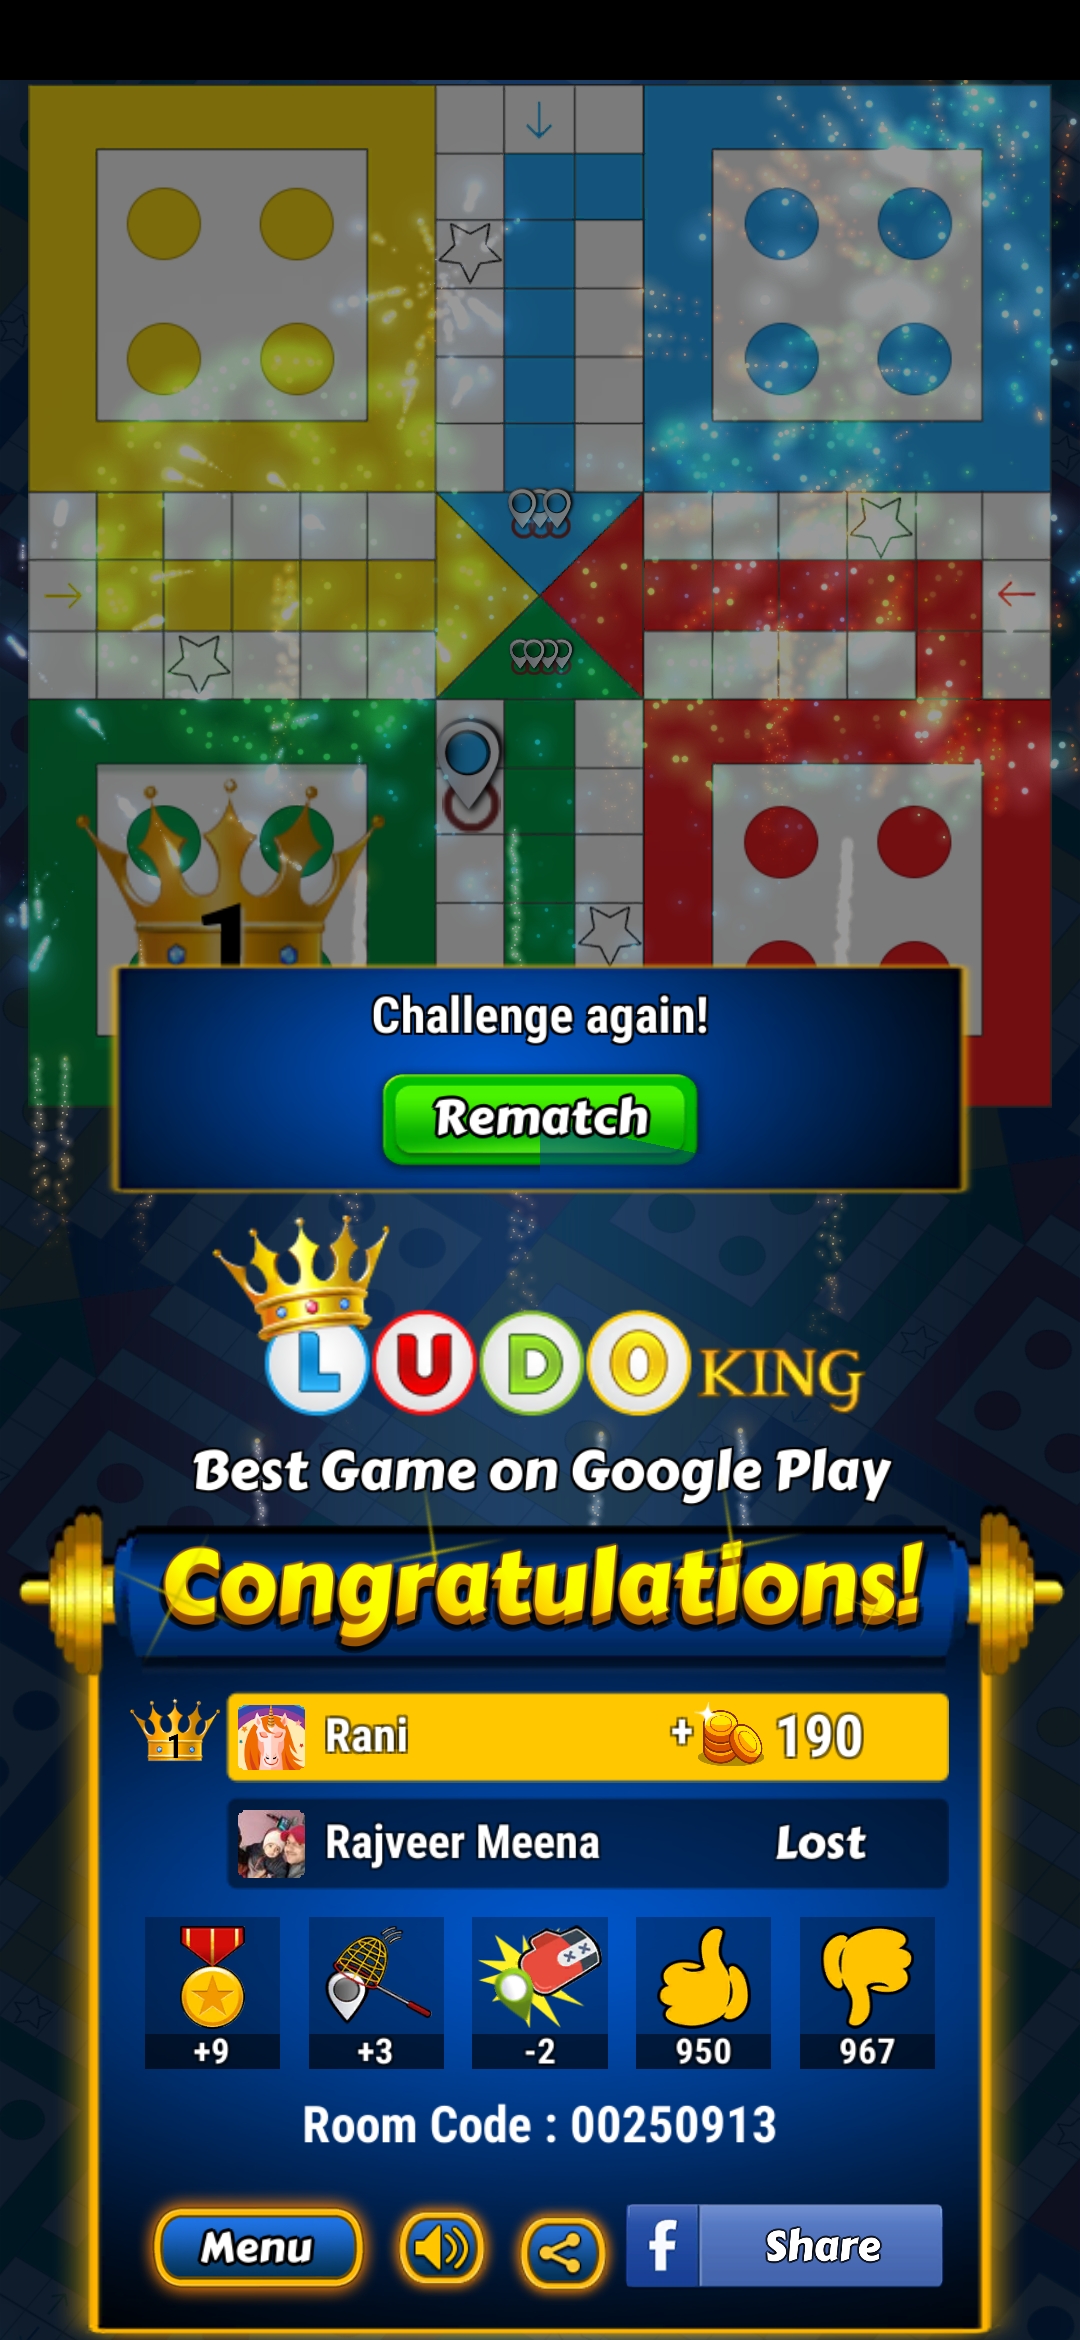 1
Challenge again!
Rematch
LUDO KING
Best Game on Google Play
Congratulations!
1 Rani + 190
Rajveer Meena Lost
+9 +3 -2 950 967
Room Code : 00250913
Menu f Share